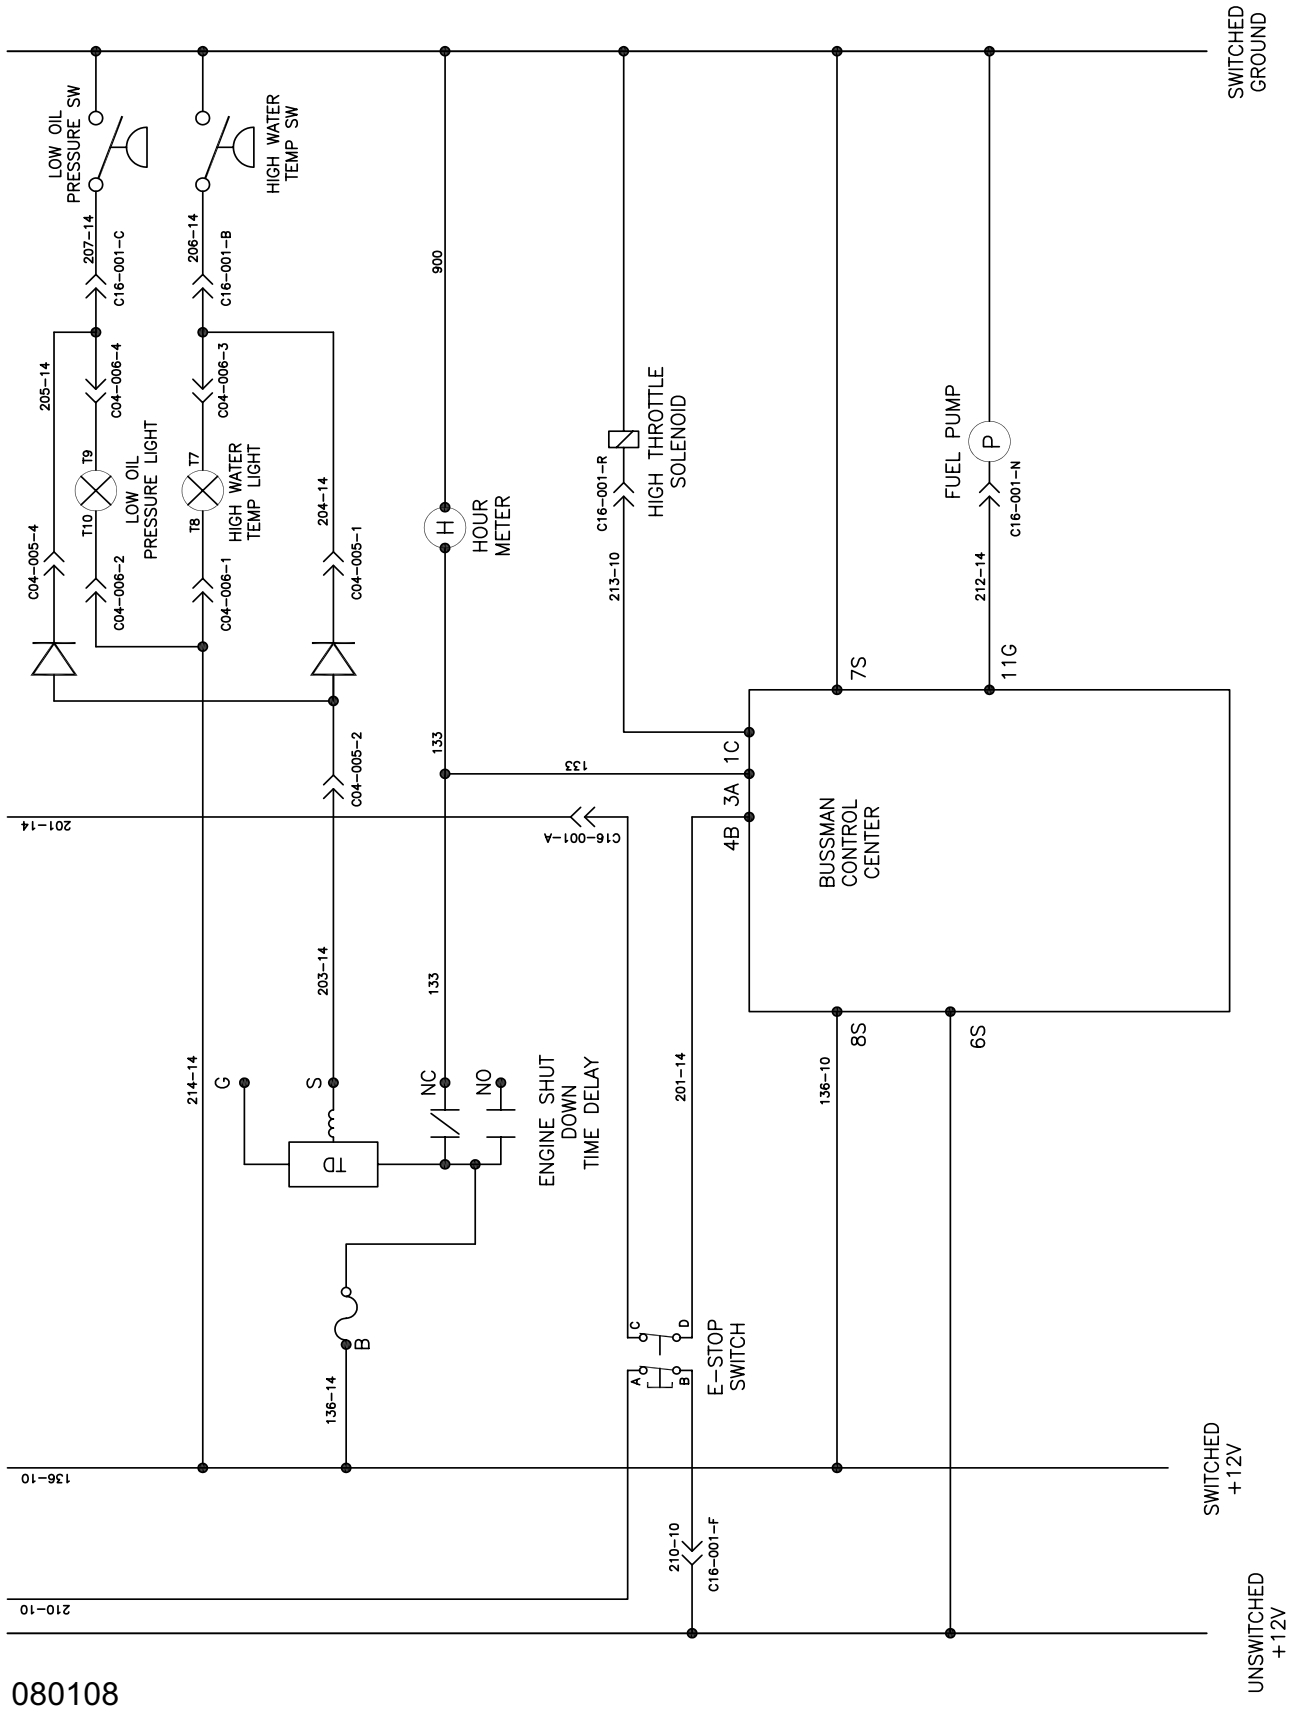 SWITCHED
GROUND
LOW OIL
PRESSURE SW
HIGH WATER
TEMP SW
207-14
C16-001-C
206-14
C16-001-B
900
205-14
C04-006-4
C04-006-3
T9
T10
LOW OIL
PRESSURE LIGHT
T7
T8
HIGH WATER
TEMP LIGHT
204-14
C04-005-4
C04-006-2
C04-006-1
C04-005-1
H
HOUR
METER
C16-001-R
HIGH THROTTLE
SOLENOID
213-10
FUEL PUMP
P
C16-001-N
212-14
7S
11G
133
133
1C
3A
4B
C04-005-2
201-14
C16-001-A
BUSSMAN
CONTROL
CENTER
203-14
133
214-14
G
S
NC
NO
TD
ENGINE SHUT
DOWN
TIME DELAY
201-14
136-10
8S
6S
B
136-14
C
D
A
B
E-STOP
SWITCH
136-10
SWITCHED
+12V
210-10
C16-001-F
210-10
UNSWITCHED
+12V
080108